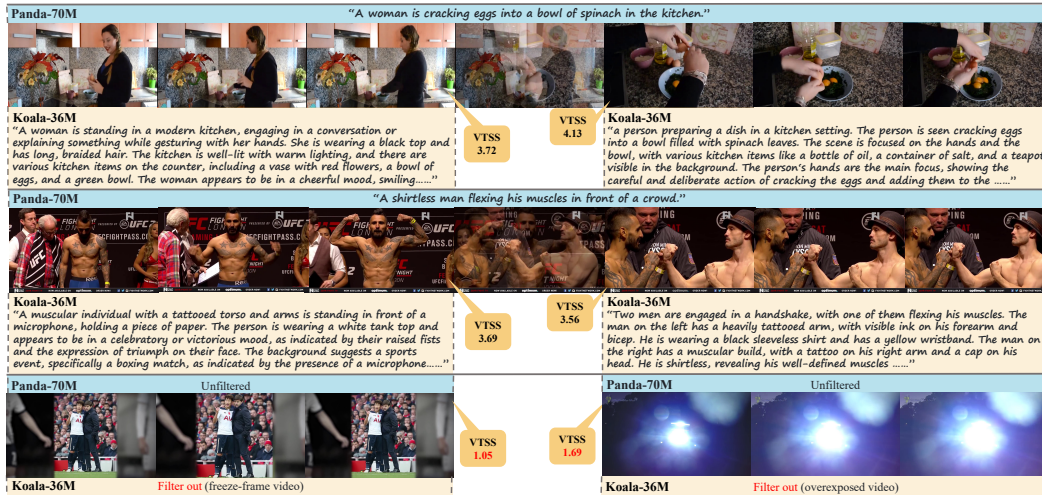 Panda-70M
“A woman is cracking eggs into a bowl of spinach in the kitchen.”
Koala-36M
“A woman is standing in a modern kitchen, engaging in a conversation or
explaining something while gesturing with her hands. She is wearing a black top and
has long, braided hair. The kitchen is well-lit with warm lighting, and there are
various kitchen items on the counter, including a vase with red flowers, a bowl of
eggs, and a green bowl. The woman appears to be in a cheerful mood, smiling......”
VTSS
3.72
VTSS
4.13
Koala-36M
“a person preparing a dish in a kitchen setting. The person is seen cracking eggs
into a bowl filled with spinach leaves. The scene is focused on the hands and the
bowl, with various kitchen items like a bottle of oil, a container of salt, and a teapot
visible in the background. The person's hands are the main focus, showing the
careful and deliberate action of cracking the eggs and adding them to the ......”
Panda-70M
“A shirtless man flexing his muscles in front of a crowd.”
Koala-36M
“A muscular individual with a tattooed torso and arms is standing in front of a
microphone, holding a piece of paper. The person is wearing a white tank top and
appears to be in a celebratory or victorious mood, as indicated by their raised fists
and the expression of triumph on their face. The background suggests a sports
event, specifically a boxing match, as indicated by the presence of a microphone......”
VTSS
3.69
VTSS
3.56
Koala-36M
“Two men are engaged in a handshake, with one of them flexing his muscles. The
man on the left has a heavily tattooed arm, with visible ink on his forearm and
bicep. He is wearing a black sleeveless shirt and has a yellow wristband. The man on
the right has a muscular build, with a tattoo on his right arm and a cap on his
head. He is shirtless, revealing his well-defined muscles ......”
Panda-70M
Unfiltered
VTSS
1.05
Koala-36M
Filter out (freeze-frame video)
Panda-70M
Unfiltered
VTSS
1.69
Koala-36M
Filter out (overexposed video)